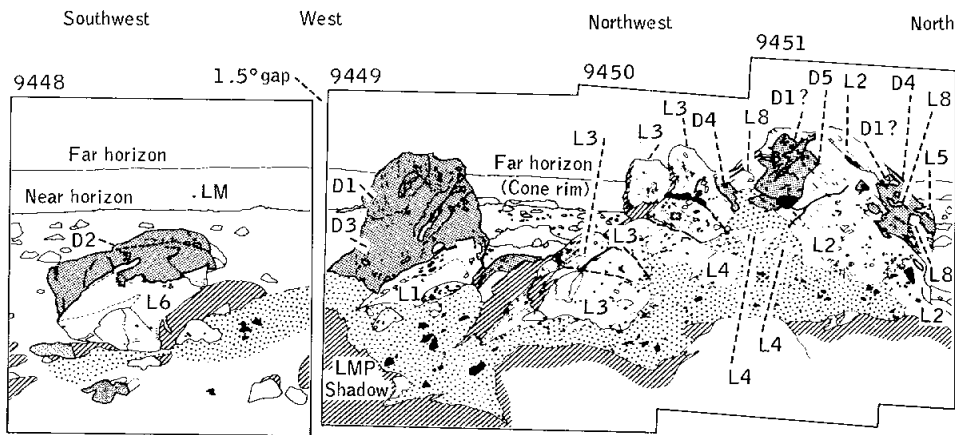 Southwest
West
Northwest
North
9448
1.5° gap
9449
9450
9451
L3
L3
L3
D4
L8
D1?
D5
L2
D1?
D4
L8
L5
Far horizon
Near horizon
.LM
D1
D3
Far horizon
(Cone rim)
D2
L6
L1
L3
L3
L4
L2
L8
L2
L4
L4
LMP
Shadow